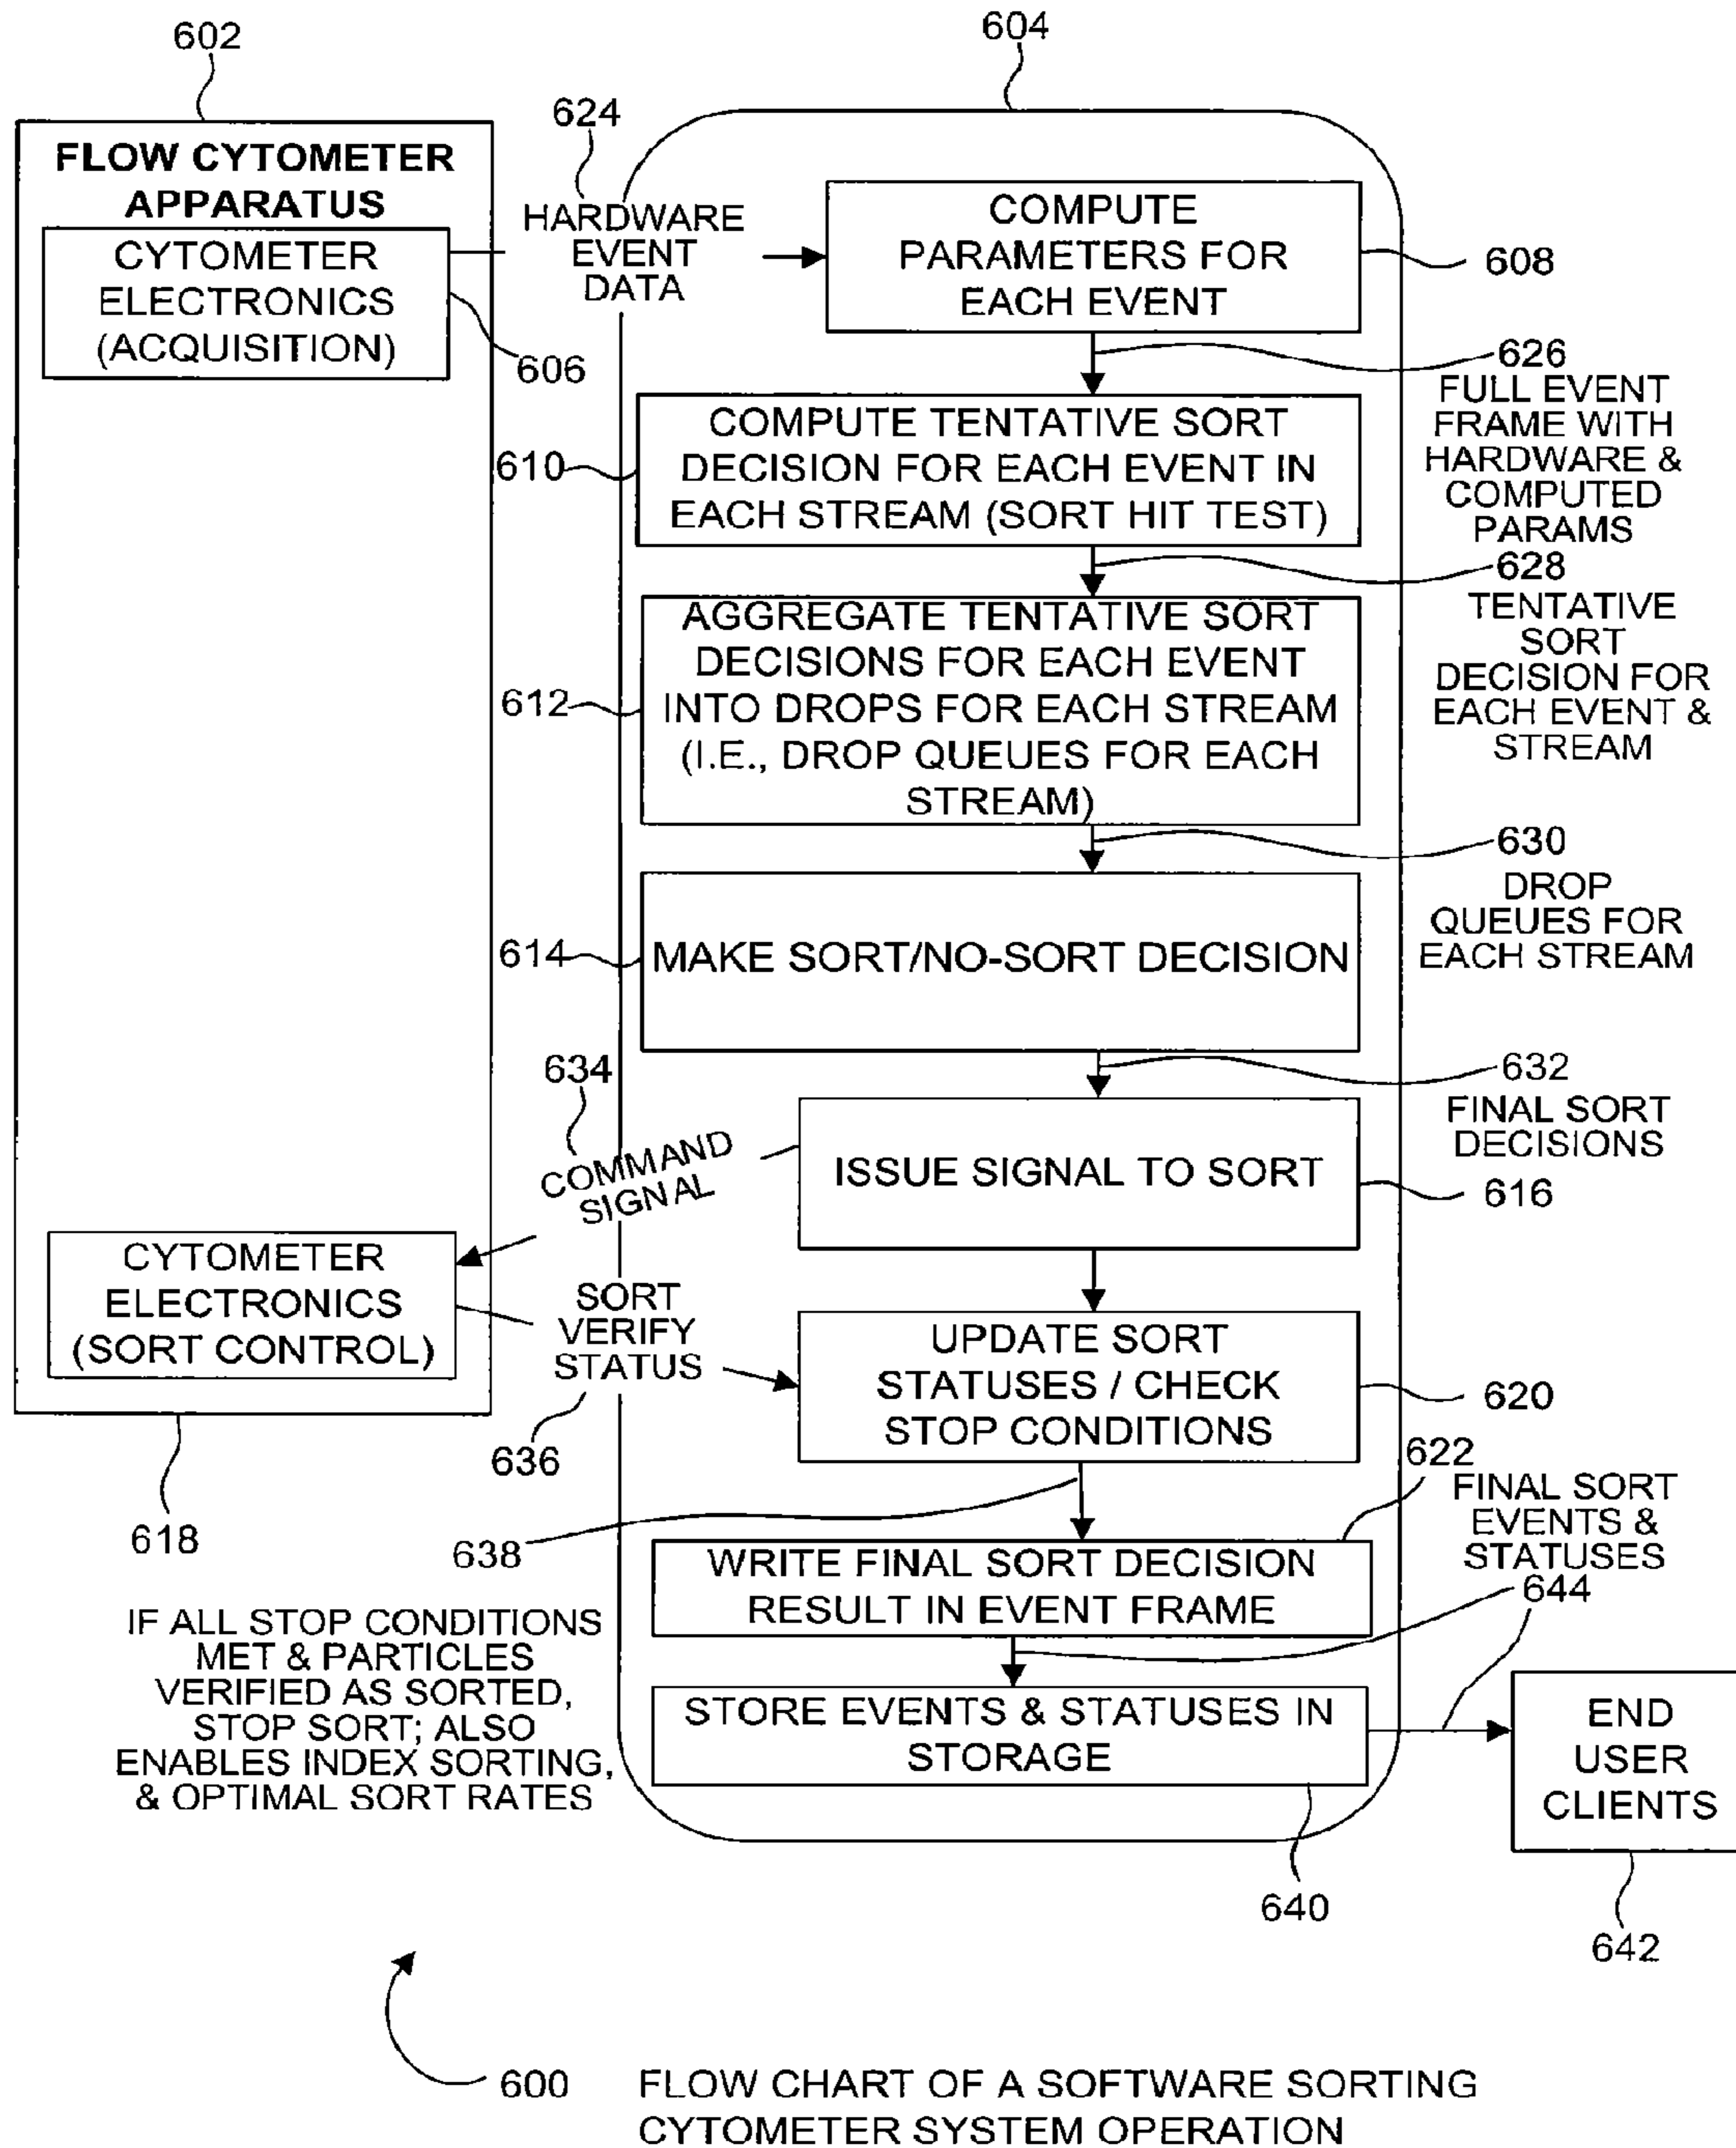 602
604
624
FLOW CYTOMETER
APPARATUS
CYTOMETER
ELECTRONICS
(ACQUISITION)
606
HARDWARE
EVENT
DATA
COMPUTE
PARAMETERS FOR
EACH EVENT
608
626
FULL EVENT
FRAME WITH
HARDWARE &
COMPUTED
PARAMS
610
COMPUTE TENTATIVE SORT
DECISION FOR EACH EVENT IN
EACH STREAM (SORT HIT TEST)
628
TENTATIVE
SORT
DECISION FOR
EACH EVENT &
STREAM
612
AGGREGATE TENTATIVE SORT
DECISIONS FOR EACH EVENT
INTO DROPS FOR EACH STREAM
(I.E., DROP QUEUES FOR EACH
STREAM)
630
DROP
QUEUES FOR
EACH STREAM
614
MAKE SORT/NO-SORT DECISION
632
FINAL SORT
DECISIONS
634
COMMAND
SIGNAL
ISSUE SIGNAL TO SORT
616
CYTOMETER
ELECTRONICS
(SORT CONTROL)
SORT
VERIFY
STATUS
636
UPDATE SORT
STATUSES / CHECK
STOP CONDITIONS
620
618
638
622
FINAL SORT
EVENTS &
STATUSES
644
WRITE FINAL SORT DECISION
RESULT IN EVENT FRAME
IF ALL STOP CONDITIONS
MET & PARTICLES
VERIFIED AS SORTED,
STOP SORT; ALSO
ENABLES INDEX SORTING,
& OPTIMAL SORT RATES
STORE EVENTS & STATUSES IN
STORAGE
END
USER
CLIENTS
640
642
600
FLOW CHART OF A SOFTWARE SORTING
CYTOMETER SYSTEM OPERATION